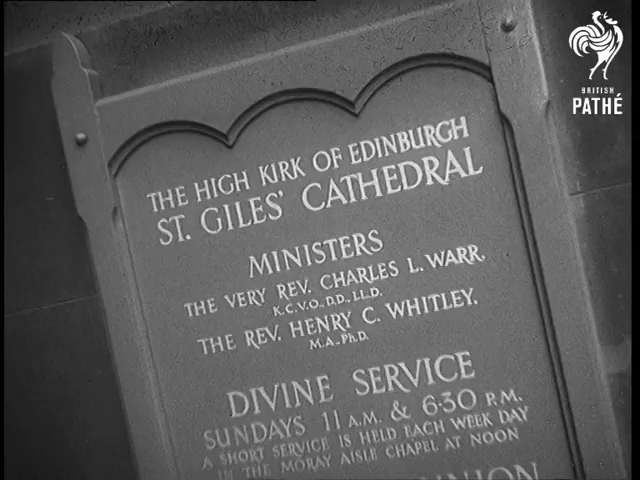 BRITISH
PATHÉ
THE HIGH KIRK OF EDINBURGH
ST. GILES' CATHEDRAL
MINISTERS
THE VERY REV. CHARLES L. WARR,
K.C.V.O., D.D., LL.D.
THE REV. HENRY C. WHITLEY.
M.A., Ph.D.
DIVINE SERVICE
SUNDAYS 11 A.M. & 6·30 P.M.
A SHORT SERVICE IS HELD EACH WEEK DAY
IN THE MORAY AISLE CHAPEL AT NOON